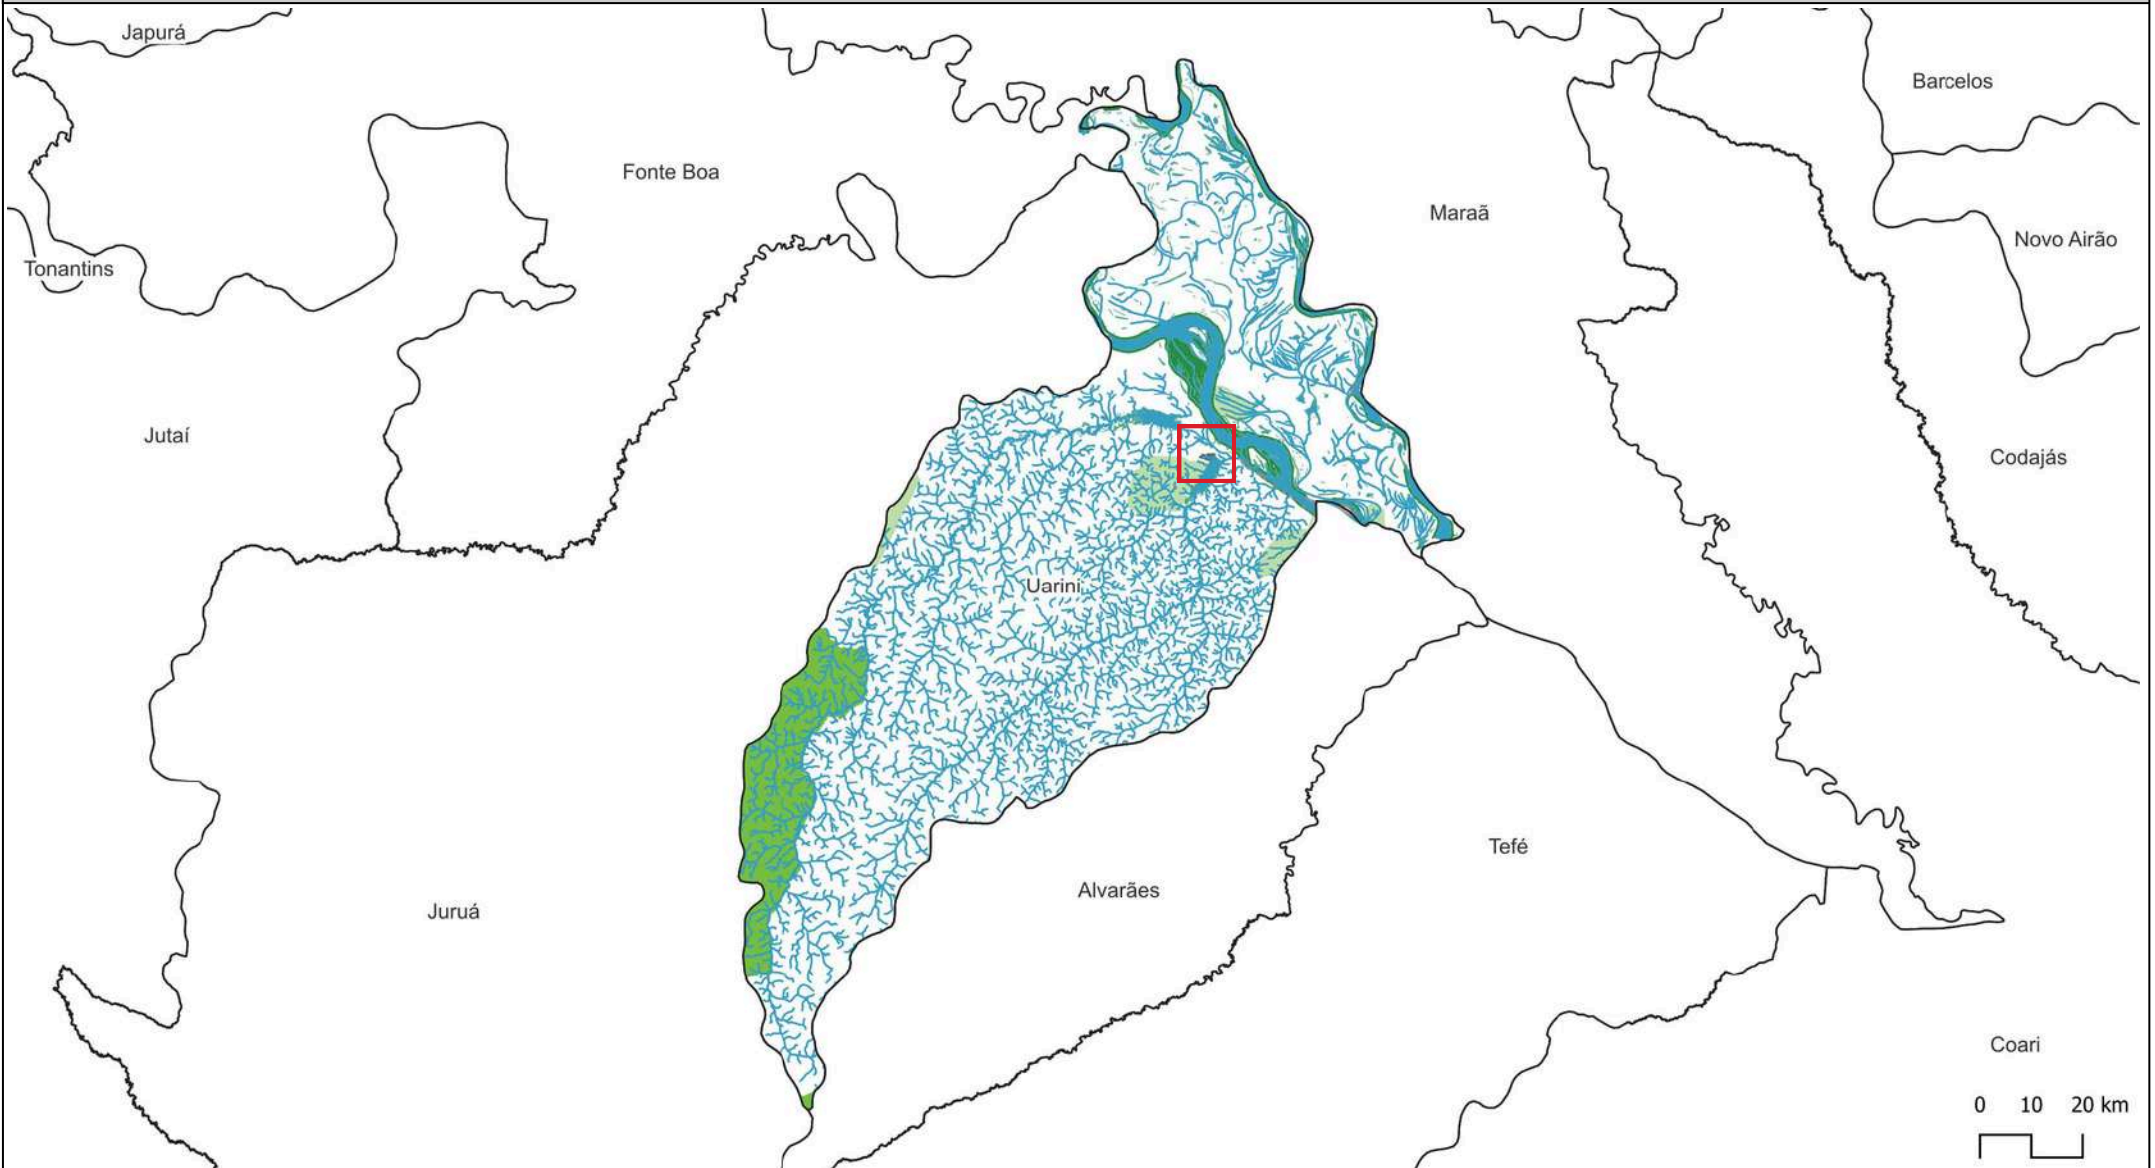 Japurá
Barcelos
Fonte Boa
Maraã
Novo Airão
Tonantins
Jutaí
Codajás
Uarini
Tefé
Alvarães
Juruá
Coari
0 10 20 km